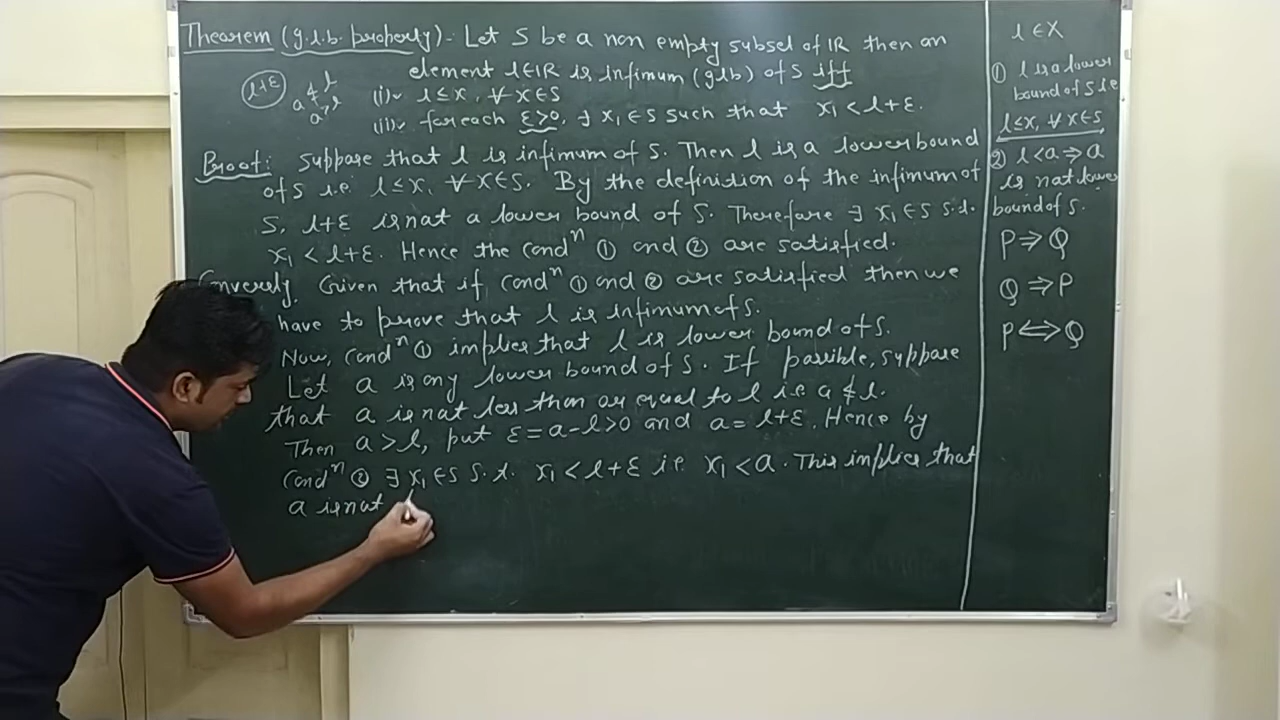 Theorem (g.l.b. property):- Let S be a non empty subset of IR then an
element l∈IR is infimum (glb) of S iff
(i) l ≤ x, ∀ x∈S
(ii) for each ε>0, ∃ x₁∈S such that x₁ < l+ε.
l+ε
a ≰ l
a > l
Proof: Suppose that l is infimum of S. Then l is a lower bound
of S i.e. l ≤ x, ∀ x∈S. By the definition of the infimum of
S, l+ε is not a lower bound of S. Therefore ∃ x₁∈S s.t.
x₁ < l+ε. Hence the condⁿ ① and ② are satisfied.
Conversely, Given that if condⁿ ① and ② are satisfied then we
have to prove that l is infimum of S.
Now, condⁿ ① implies that l is lower bound of S.
Let a is any lower bound of S. If possible, suppose
that a is not less than or equal to l i.e a ≰ l.
Then a > l, put ε = a-l>0 and a = l+ε. Hence by
condⁿ ② ∃ x₁∈S s.t. x₁ < l+ε i.e. x₁ < a. This implies that
a is not
l ∈ X
① l is a lower
bound of S i.e
l≤x, ∀ x∈S
② l < a ⇒ a
is not lower
bound of S.
P ⇒ Q
Q ⇒ P
P ⟺ Q